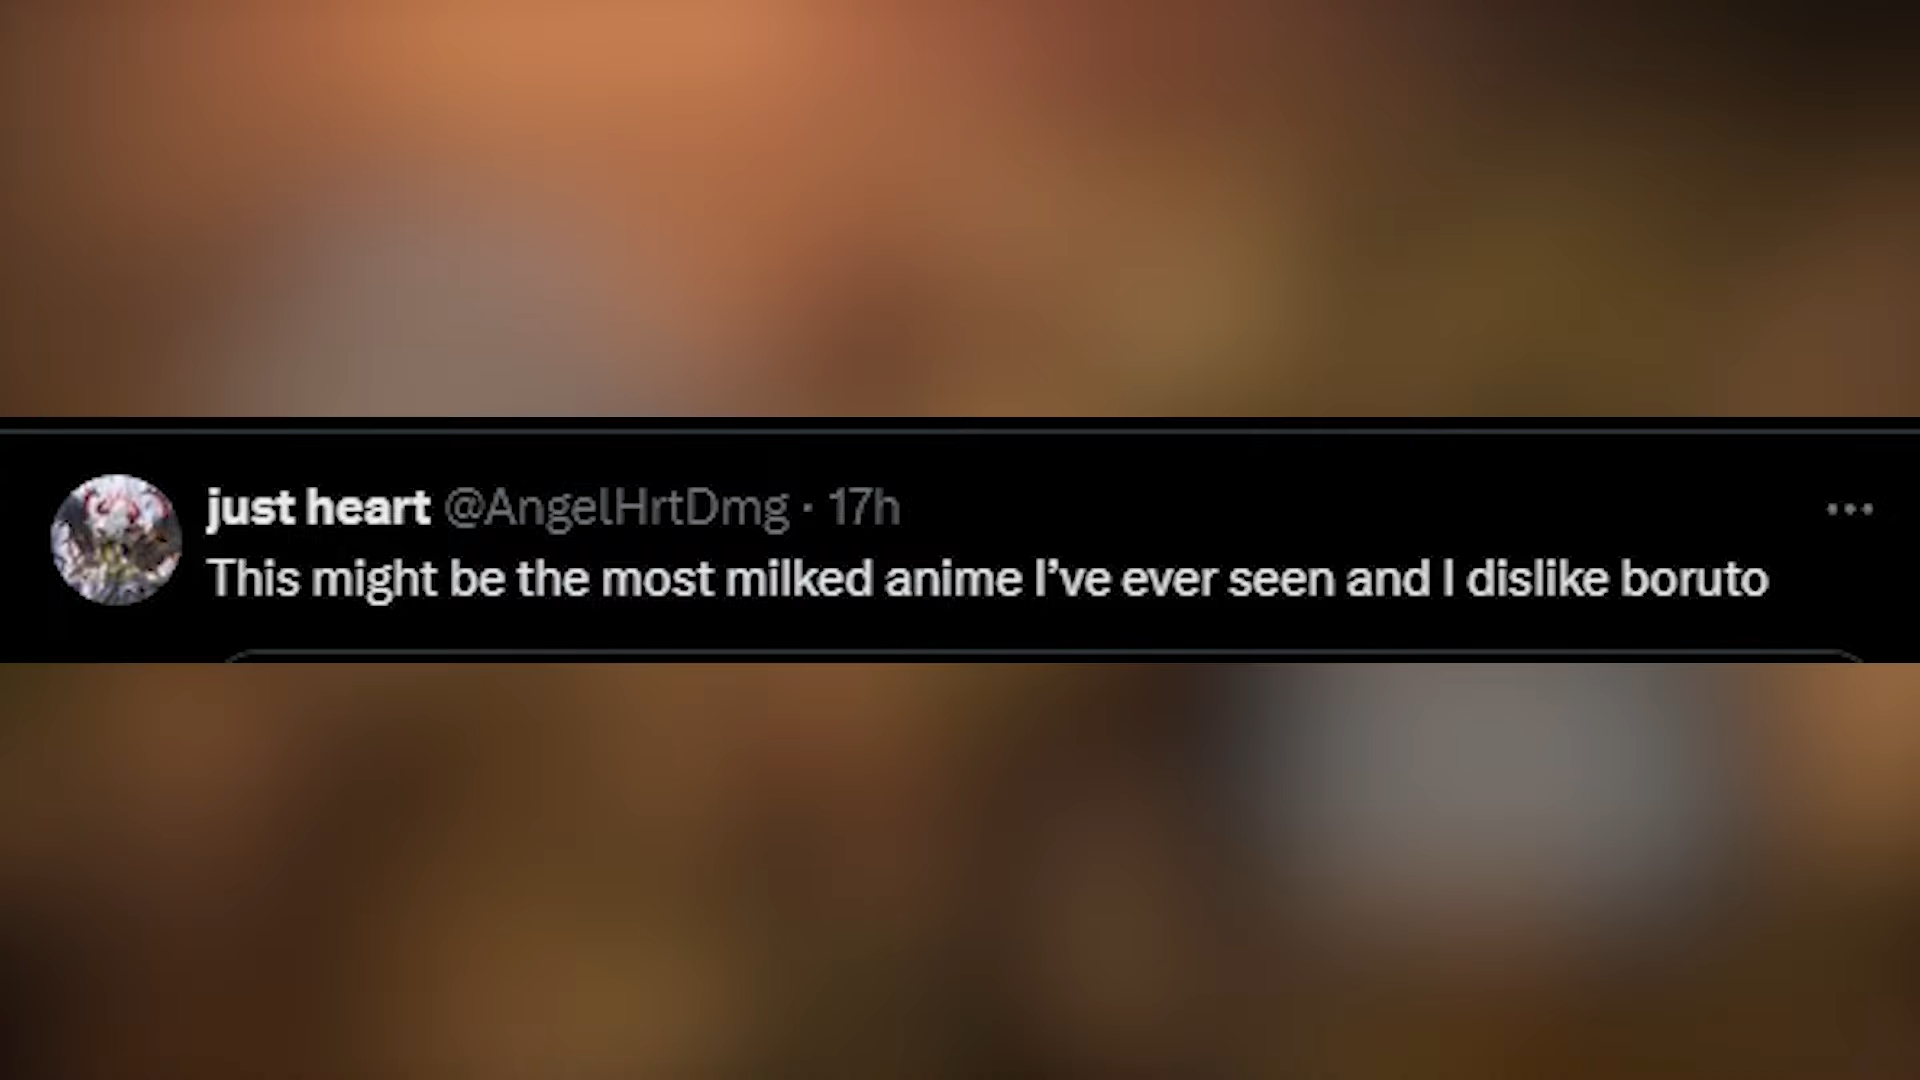 just heart @AngelHrtDmg · 17h
This might be the most milked anime I’ve ever seen and I dislike boruto